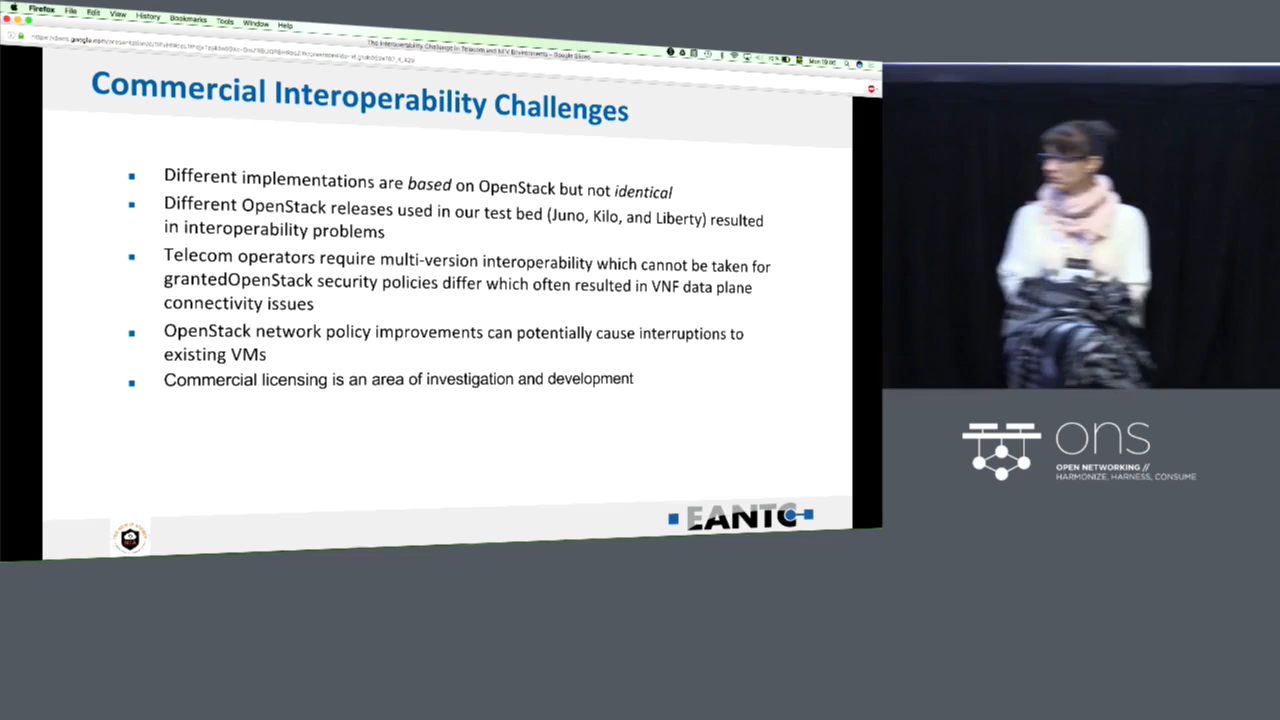 Firefox File Edit View History Bookmarks Tools Window Help
The Interoperability Challenge in Telecom and NFV Environments - Google Slides
Commercial Interoperability Challenges
Different implementations are based on OpenStack but not identical
Different OpenStack releases used in our test bed (Juno, Kilo, and Liberty) resulted
in interoperability problems
Telecom operators require multi-version interoperability which cannot be taken for
grantedOpenStack security policies differ which often resulted in VNF data plane
connectivity issues
OpenStack network policy improvements can potentially cause interruptions to
existing VMs
Commercial licensing is an area of investigation and development
EANTC
ons
OPEN NETWORKING //
HARMONIZE, HARNESS, CONSUME